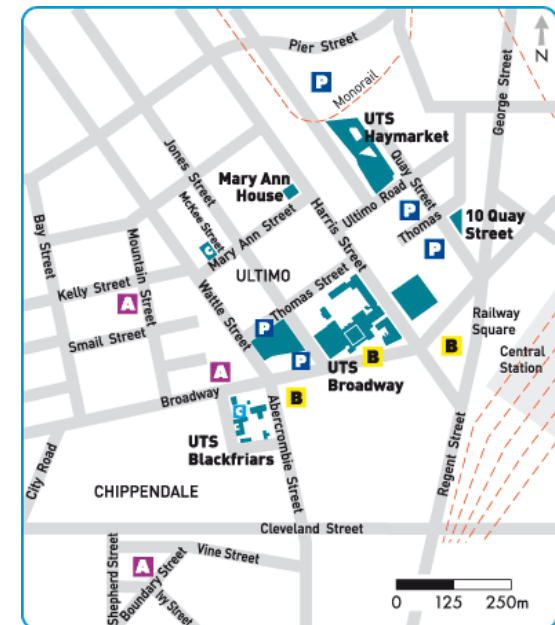 Pier Street
N
P
Monorail
George Street
UTS
Haymarket
Jones Street
Quay Street
Mary Ann
House
McKee Street
Harris Street
Ultimo Road
P
Thomas
10 Quay
Street
Bay Street
Mountain Street
C
Mary Ann Street
P
ULTIMO
Kelly Street
A
Wattle Street
Thomas Street
Railway
Square
Smail Street
P
P
B
B
Central
Station
UTS
Broadway
A
Broadway
B
C
Abercrombie Street
UTS
Blackfriars
City Road
Regent Street
CHIPPENDALE
Cleveland Street
Shepherd Street
Vine Street
A
Boundary Street
Ivy Street
0 125 250m